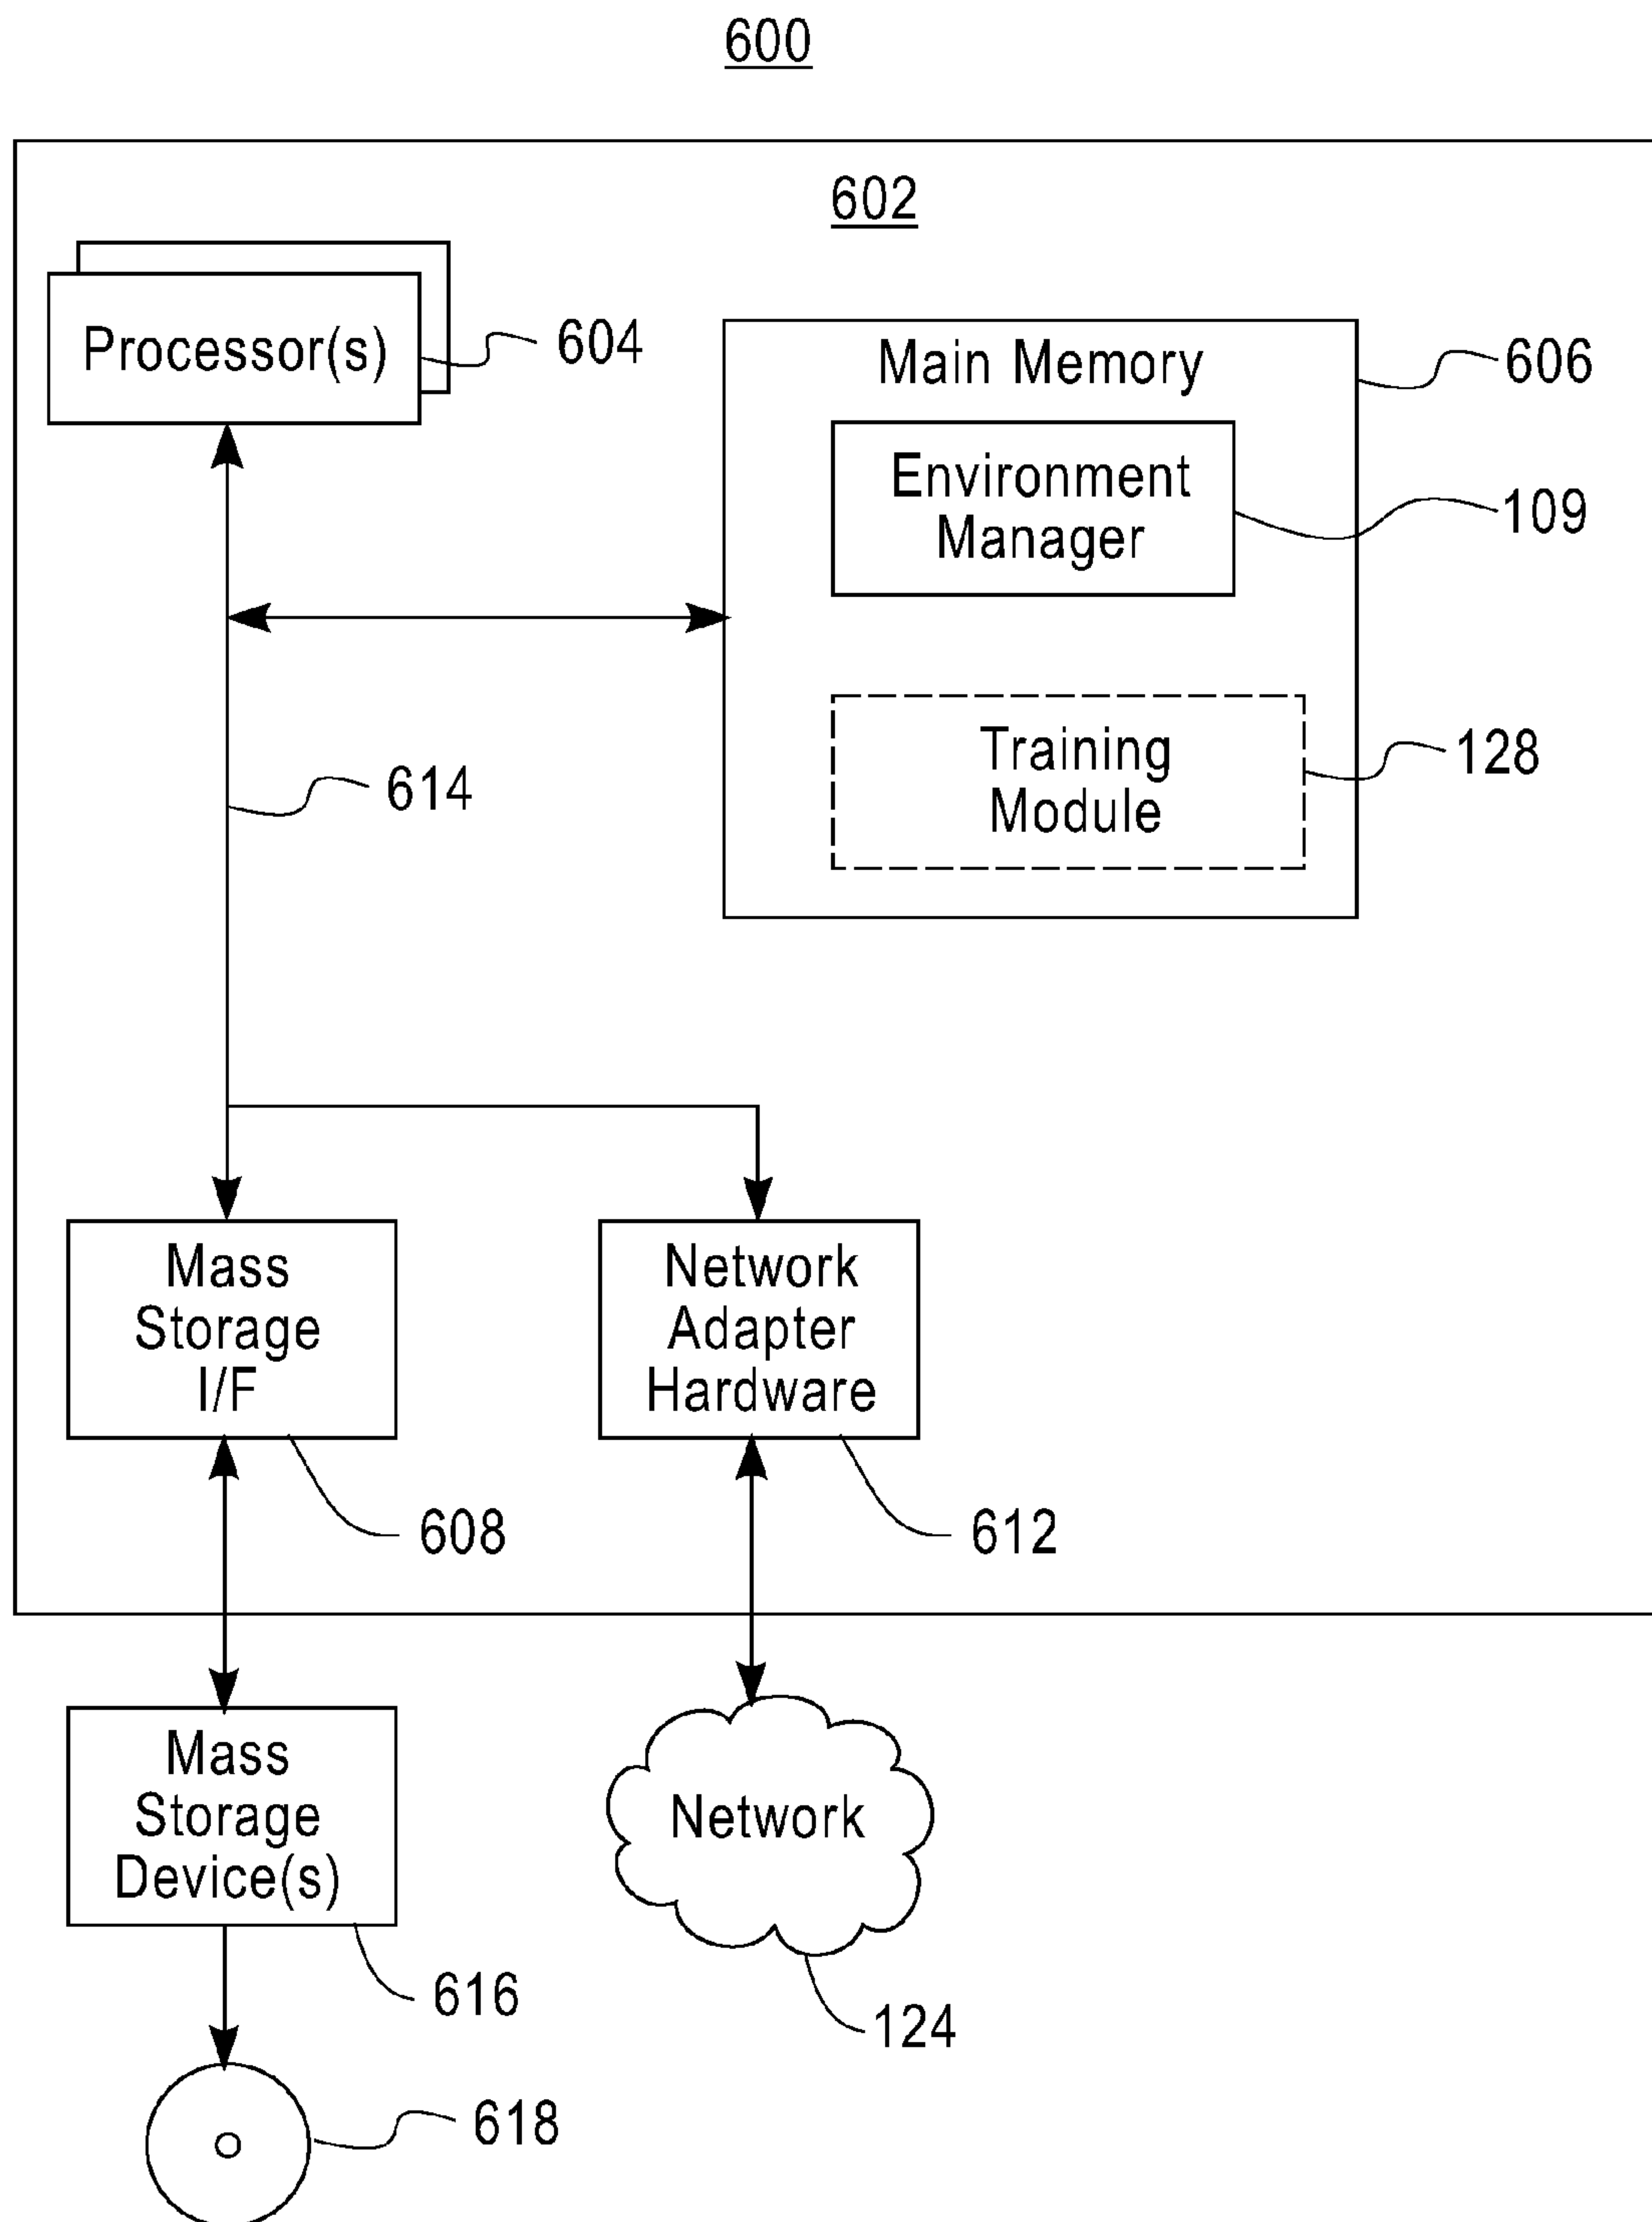 600
602
Processor(s)
604
Main Memory
606
Environment
Manager
109
Training
Module
128
614
Mass
Storage
I/F
608
Network
Adapter
Hardware
612
Mass
Storage
Device(s)
616
Network
124
618